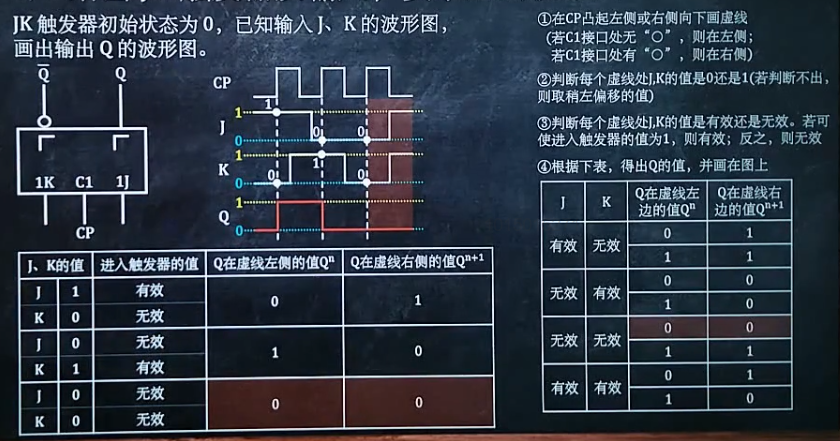 JK 触发器初始状态为 0，已知输入 J、K 的波形图，
画出输出 Q 的波形图。
Q̅ Q
1K C1 1J
CP
CP
1
J 1
0 0 0
K 1
0 0 1 0
Q 1
0
J、K的值 进入触发器的值 Q在虚线左侧的值Qⁿ Q在虚线右侧的值Qⁿ⁺¹
J 1 有效 0 1
K 0 无效
J 0 无效 1 0
K 1 有效
J 0 无效 0 0
K 0 无效
①在CP凸起左侧或右侧向下画虚线
(若C1接口处无“○”，则在左侧;
若C1接口处有“○”，则在右侧)
②判断每个虚线处J,K的值是0还是1(若判断不出，
则取稍左偏移的值)
③判断每个虚线处J,K的值是有效还是无效。若可
使进入触发器的值为1，则有效；反之，则无效
④根据下表，得出Q的值，并画在图上
J K Q在虚线左边的值Qⁿ Q在虚线右边的值Qⁿ⁺¹
有效 无效 0 1
1 1
无效 有效 0 0
1 0
无效 无效 0 0
1 1
有效 有效 0 1
1 0